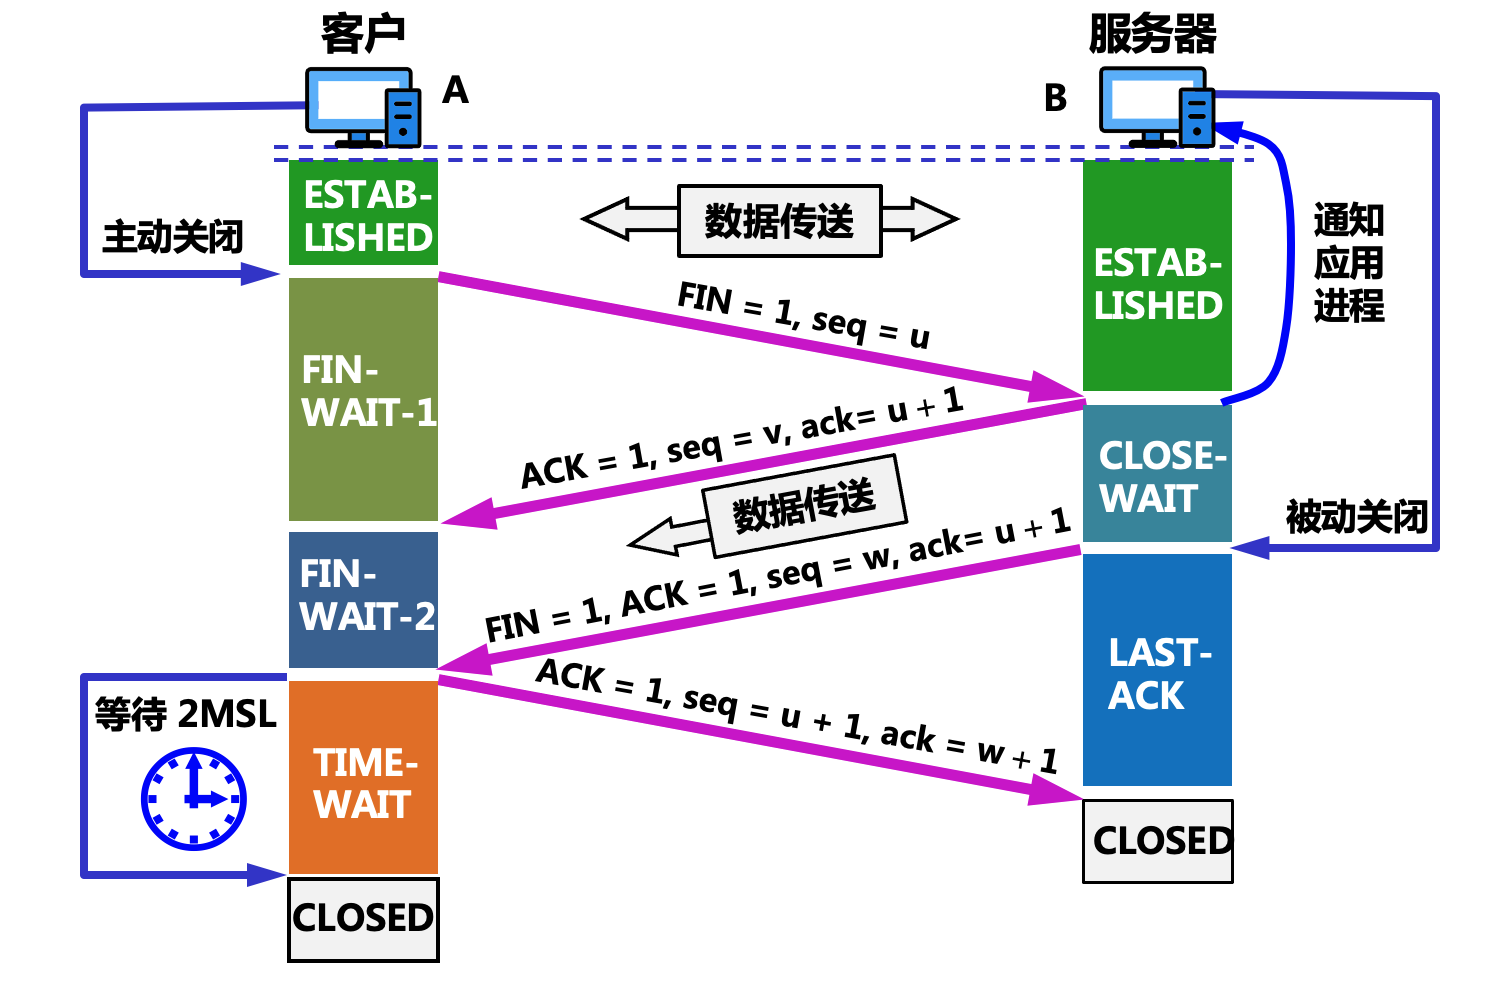 客户
服务器
A
B
ESTAB-
LISHED
数据传送
主动关闭
ESTAB-
LISHED
通知
应用
进程
FIN = 1, seq = u
FIN-
WAIT-1
ACK = 1, seq = v, ack= u + 1
CLOSE-
WAIT
数据传送
被动关闭
FIN-
WAIT-2
FIN = 1, ACK = 1, seq = w, ack= u + 1
LAST-
ACK
ACK = 1, seq = u + 1, ack = w + 1
等待 2MSL
TIME-
WAIT
CLOSED
CLOSED